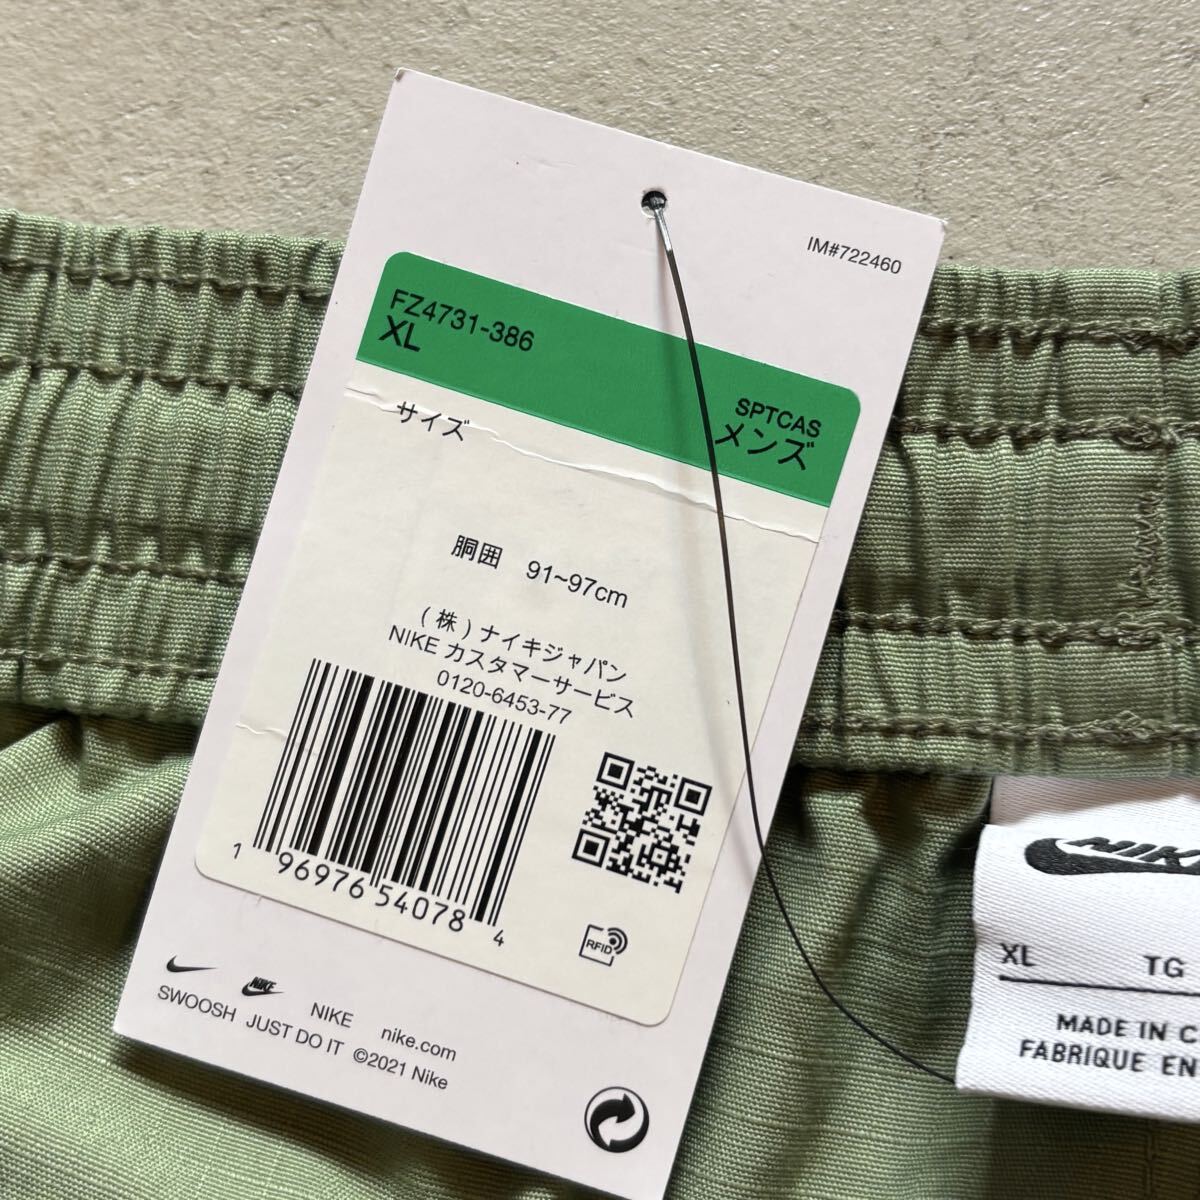 IM#722460
FZ4731-386
XL
SPTCAS
メンズ
サイズ
胴囲 91~97cm
(株)ナイキジャパン
NIKE カスタマーサービス
0120-6453-77
1 96976 54078 4
RFID
NIKE
NIKE nike.com
SWOOSH JUST DO IT ©2021 Nike
NIK
XL TG
MADE IN C
FABRIQUE EN